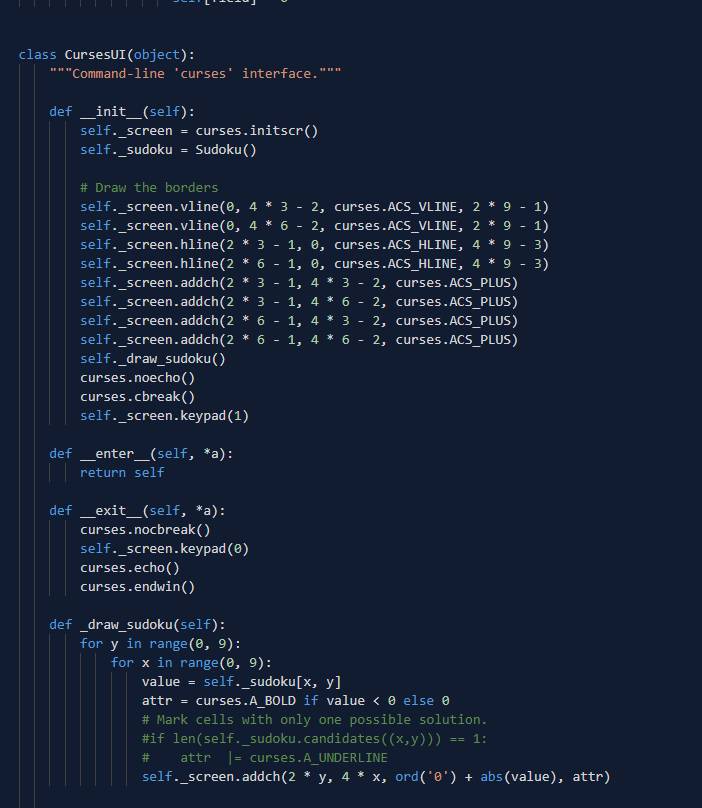 class CursesUI(object):
    """Command-line 'curses' interface."""

    def __init__(self):
        self._screen = curses.initscr()
        self._sudoku = Sudoku()

        # Draw the borders
        self._screen.vline(0, 4 * 3 - 2, curses.ACS_VLINE, 2 * 9 - 1)
        self._screen.vline(0, 4 * 6 - 2, curses.ACS_VLINE, 2 * 9 - 1)
        self._screen.hline(2 * 3 - 1, 0, curses.ACS_HLINE, 4 * 9 - 3)
        self._screen.hline(2 * 6 - 1, 0, curses.ACS_HLINE, 4 * 9 - 3)
        self._screen.addch(2 * 3 - 1, 4 * 3 - 2, curses.ACS_PLUS)
        self._screen.addch(2 * 3 - 1, 4 * 6 - 2, curses.ACS_PLUS)
        self._screen.addch(2 * 6 - 1, 4 * 3 - 2, curses.ACS_PLUS)
        self._screen.addch(2 * 6 - 1, 4 * 6 - 2, curses.ACS_PLUS)
        self._draw_sudoku()
        curses.noecho()
        curses.cbreak()
        self._screen.keypad(1)

    def __enter__(self, *a):
        return self

    def __exit__(self, *a):
        curses.nocbreak()
        self._screen.keypad(0)
        curses.echo()
        curses.endwin()

    def _draw_sudoku(self):
        for y in range(0, 9):
            for x in range(0, 9):
                value = self._sudoku[x, y]
                attr = curses.A_BOLD if value < 0 else 0
                # Mark cells with only one possible solution.
                #if len(self._sudoku.candidates((x,y))) == 1:
                #    attr  |= curses.A_UNDERLINE
                self._screen.addch(2 * y, 4 * x, ord('0') + abs(value), attr)